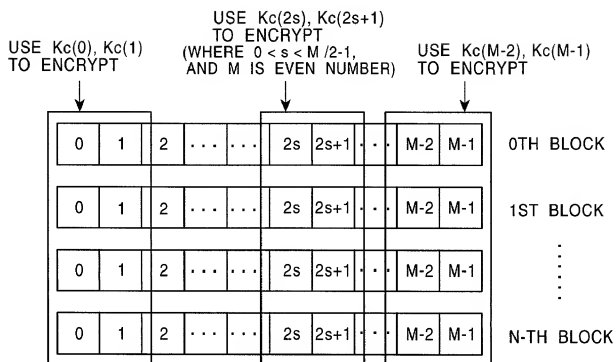 USE Kc(0), Kc(1)
TO ENCRYPT
USE Kc(2s), Kc(2s+1)
TO ENCRYPT
(WHERE 0 < s < M /2-1,
AND M IS EVEN NUMBER)
USE Kc(M-2), Kc(M-1)
TO ENCRYPT
0 1 2 · · · · · · 2s 2s+1 · · · M-2 M-1 0TH BLOCK
0 1 2 · · · · · · 2s 2s+1 · · · M-2 M-1 1ST BLOCK
0 1 2 · · · · · · 2s 2s+1 · · · M-2 M-1
0 1 2 · · · · · · 2s 2s+1 · · · M-2 M-1 N-TH BLOCK